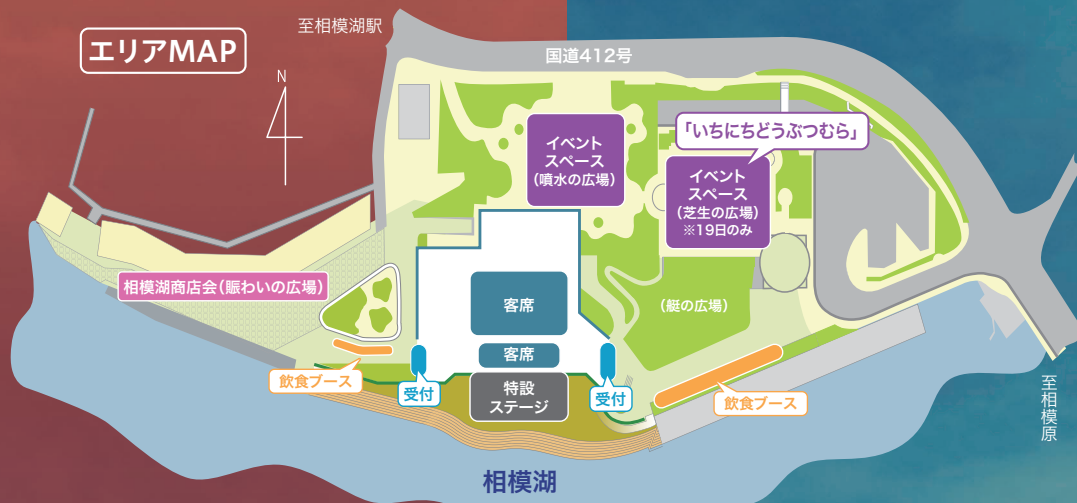 至相模湖駅
エリアMAP
国道412号
N
「いちにちどうぶつむら」
イベント
スペース
(噴水の広場)
イベント
スペース
(芝生の広場)
※19日のみ
相模湖商店会(賑わいの広場)
客席
(艇の広場)
客席
飲食ブース
受付
特設
ステージ
受付
飲食ブース
至相模原
相模湖